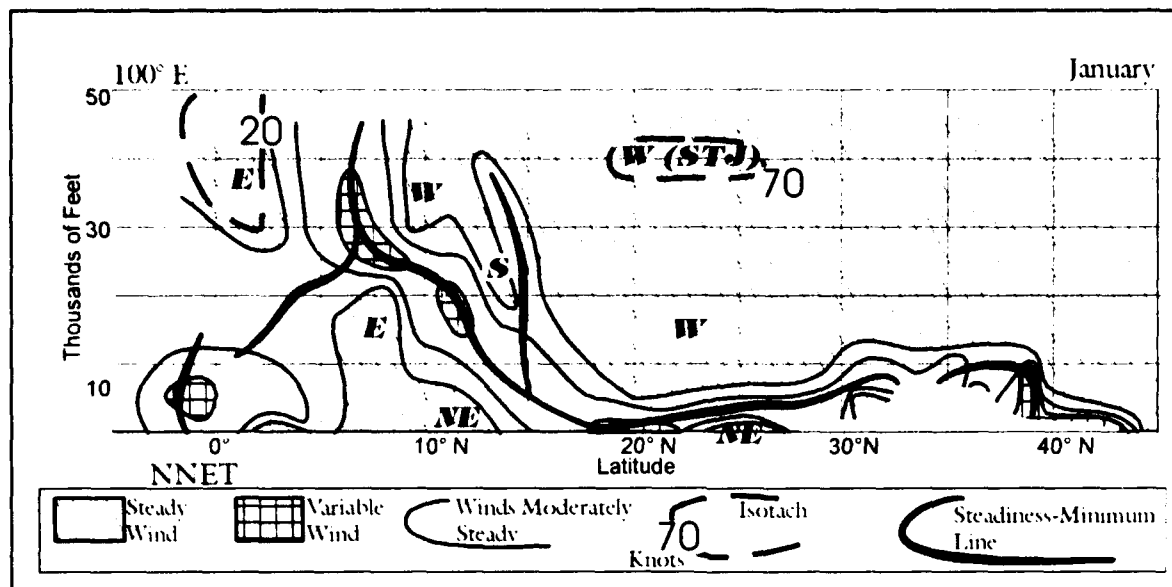 100° E January
50
20
E
W
W (STJ)
70
30
S
Thousands of Feet
E
W
10
NE
NE
0° 10° N 20° N 30° N 40° N
Latitude
NNET
Steady Wind
Variable Wind
Winds Moderately Steady
70
Knots
Isotach
Steadiness-Minimum Line